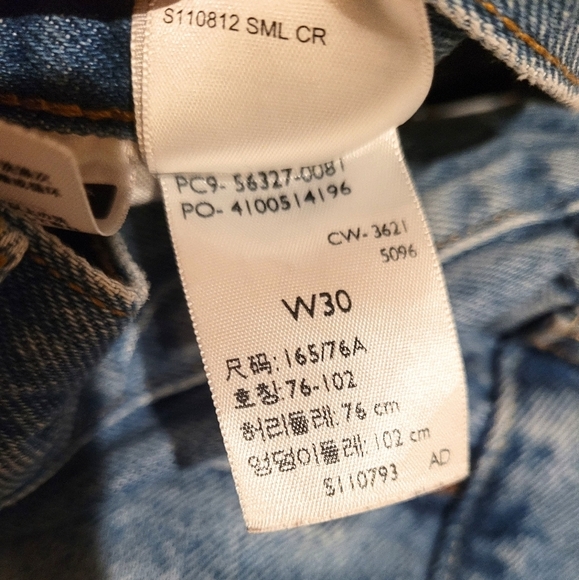 S110812 SML CR
PC9- 56327-0081
PO- 4100514196
CW- 3621
5096
W30
尺码: 165/76A
호칭: 76-102
허리둘레: 76 cm
엉덩이둘레: 102 cm
S110793 AD